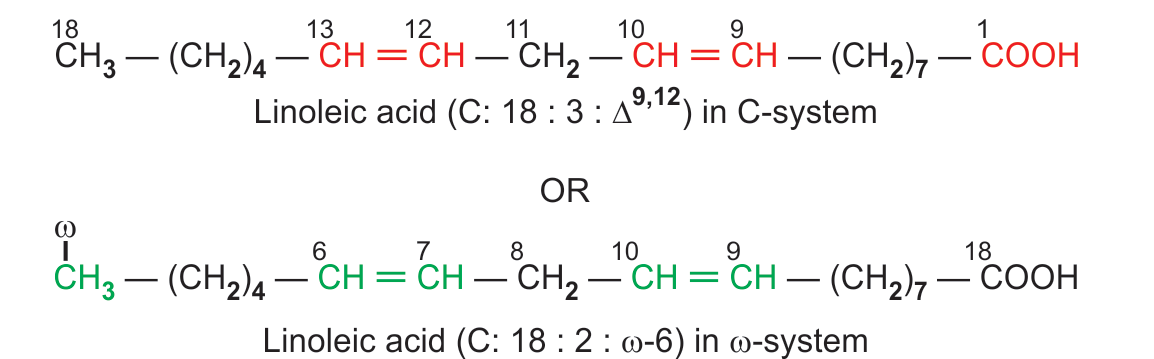 18 13 12 11 10 9 1
CH₃ — (CH₂)₄ — CH = CH — CH₂ — CH = CH — (CH₂)₇ — COOH
Linoleic acid (C: 18 : 3 : Δ⁹,¹²) in C-system
OR
ω
6 7 8 10 9 18
CH₃ — (CH₂)₄ — CH = CH — CH₂ — CH = CH — (CH₂)₇ — COOH
Linoleic acid (C: 18 : 2 : ω-6) in ω-system